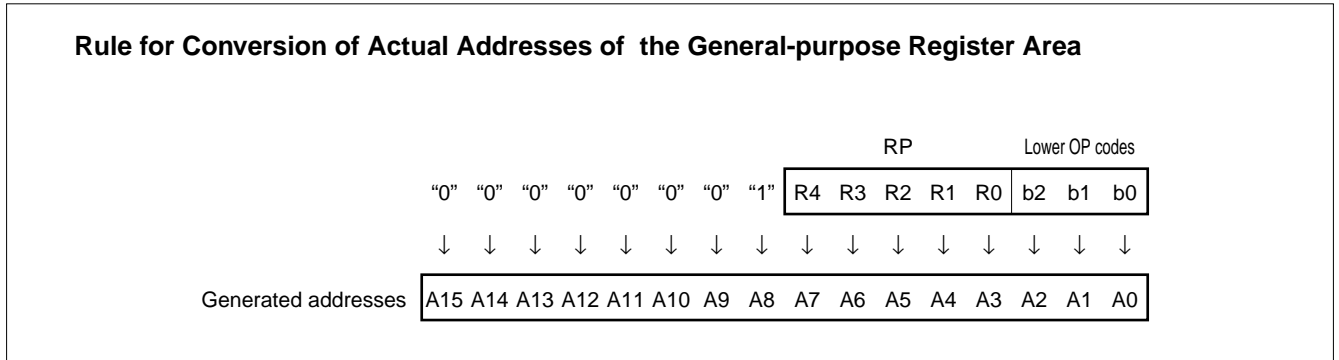 Rule for Conversion of Actual Addresses of the General-purpose Register Area
RP Lower OP codes
“0” “0” “0” “0” “0” “0” “0” “1” R4 R3 R2 R1 R0 b2 b1 b0
↓ ↓ ↓ ↓ ↓ ↓ ↓ ↓ ↓ ↓ ↓ ↓ ↓ ↓ ↓ ↓
Generated addresses A15 A14 A13 A12 A11 A10 A9 A8 A7 A6 A5 A4 A3 A2 A1 A0